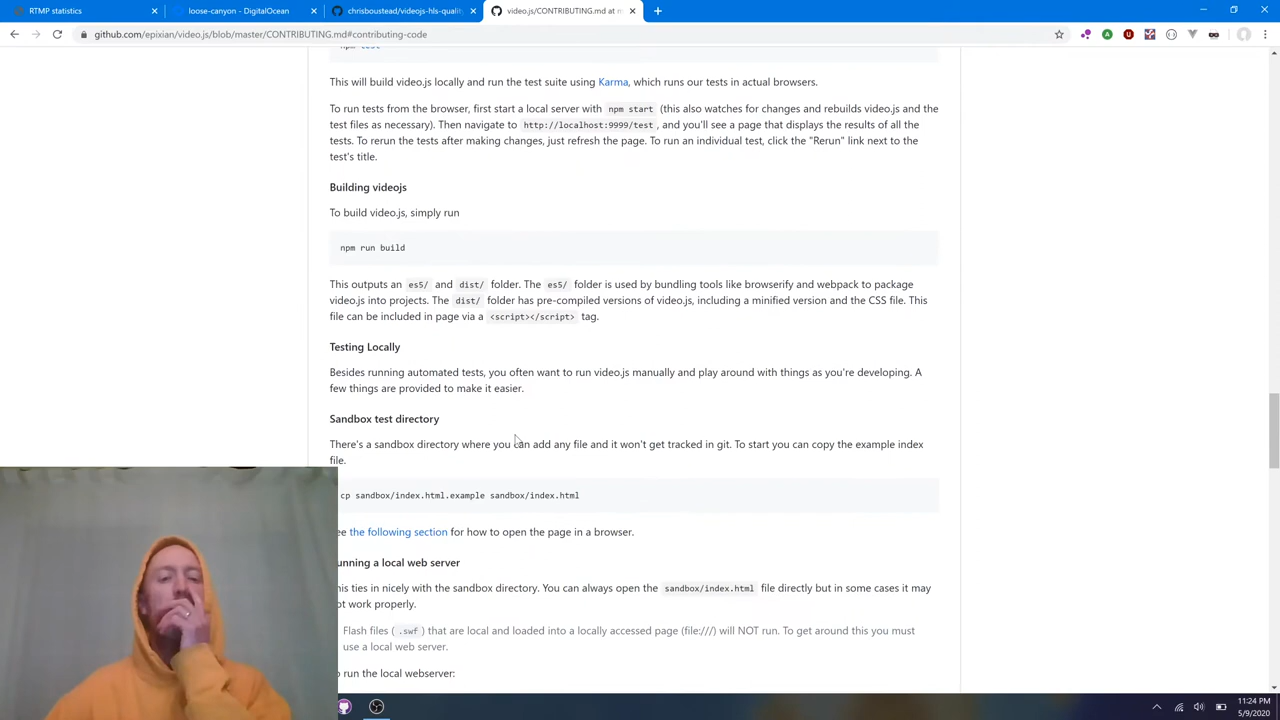 RTMP statistics
loose-canyon - DigitalOcean
chrisboustead/videojs-hls-quality
video.js/CONTRIBUTING.md at m
github.com/epixian/video.js/blob/master/CONTRIBUTING.md#contributing-code
npm test
This will build video.js locally and run the test suite using Karma, which runs our tests in actual browsers.
To run tests from the browser, first start a local server with npm start (this also watches for changes and rebuilds video.js and the
test files as necessary). Then navigate to http://localhost:9999/test, and you'll see a page that displays the results of all the
tests. To rerun the tests after making changes, just refresh the page. To run an individual test, click the "Rerun" link next to the
test's title.
Building videojs
To build video.js, simply run
npm run build
This outputs an es5/ and dist/ folder. The es5/ folder is used by bundling tools like browserify and webpack to package
video.js into projects. The dist/ folder has pre-compiled versions of video.js, including a minified version and the CSS file. This
file can be included in page via a <script></script> tag.
Testing Locally
Besides running automated tests, you often want to run video.js manually and play around with things as you're developing. A
few things are provided to make it easier.
Sandbox test directory
There's a sandbox directory where you can add any file and it won't get tracked in git. To start you can copy the example index
file.
cp sandbox/index.html.example sandbox/index.html
ee the following section for how to open the page in a browser.
unning a local web server
his ties in nicely with the sandbox directory. You can always open the sandbox/index.html file directly but in some cases it may
ot work properly.
Flash files ( .swf ) that are local and loaded into a locally accessed page (file:///) will NOT run. To get around this you must
use a local web server.
o run the local webserver:
11:24 PM
5/9/2020